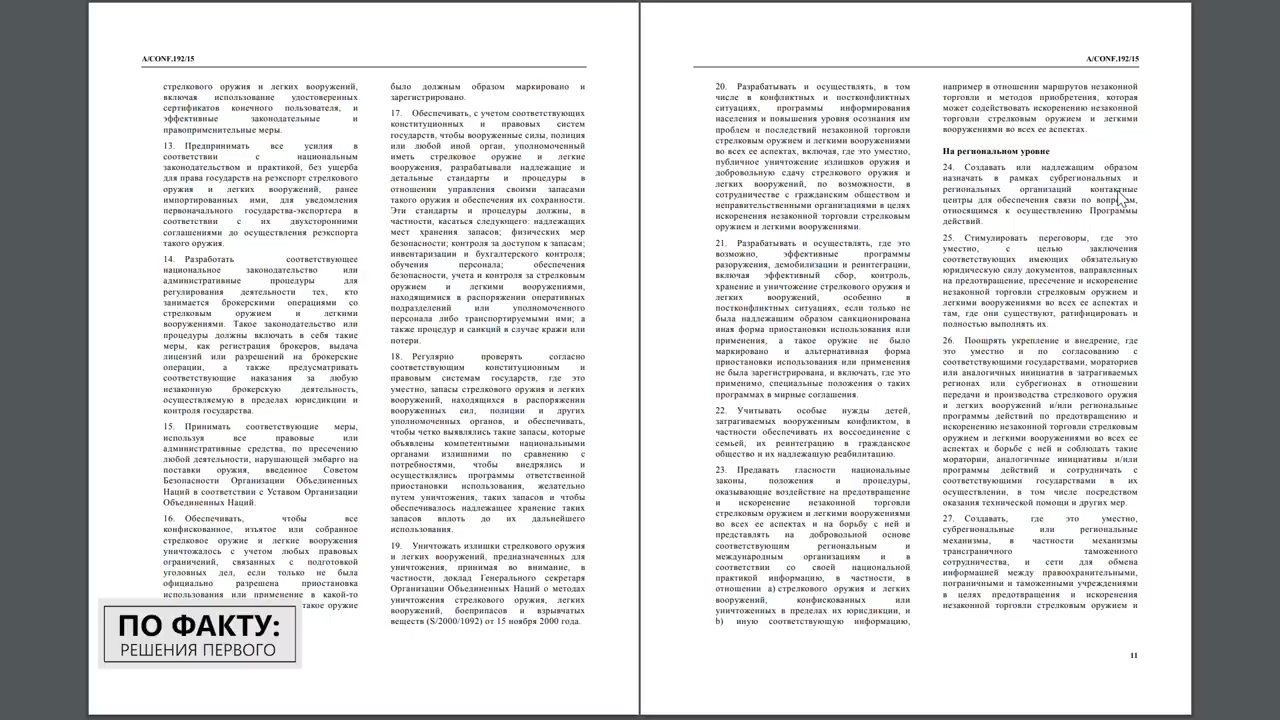 A/CONF.192/15
стрелкового оружия и легких вооружений,
включая использование удостоверенных
сертификатов конечного пользователя, и
эффективные законодательные и
правоприменительные меры.
13. Предпринимать все усилия в
соответствии с национальным
законодательством и практикой, без ущерба
для права государств на реэкспорт стрелкового
оружия и легких вооружений, ранее
импортированных ими, для уведомления
первоначального государства-экспортера в
соответствии с их двухсторонними
соглашениями до осуществления реэкспорта
такого оружия.
14. Разработать соответствующее
национальное законодательство или
административные процедуры для
регулирования деятельности тех, кто
занимается брокерскими операциями со
стрелковым оружием и легкими
вооружениями. Такое законодательство или
процедуры должны включать в себя такие
меры, как регистрация брокеров, выдача
лицензий или разрешений на брокерские
операции, а также предусматривать
соответствующие наказания за любую
незаконную брокерскую деятельность,
осуществляемую в пределах юрисдикции и
контроля государства.
15. Принимать соответствующие меры,
используя все правовые или
административные средства, по пресечению
любой деятельности, нарушающей эмбарго на
поставки оружия, введенное Советом
Безопасности Организации Объединенных
Наций в соответствии с Уставом Организации
Объединенных Наций.
16. Обеспечивать, чтобы все
конфискованное, изъятое или собранное
стрелковое оружие и легкие вооружения
уничтожалось с учетом любых правовых
ограничений, связанных с подготовкой
уголовных дел, если только не была
официально разрешена приостановка
использования или применение в какой-то
такое оружие
было должным образом маркировано и
зарегистрировано.
17. Обеспечивать, с учетом соответствующих
конституционных и правовых систем
государств, чтобы вооруженные силы, полиция
или любой иной орган, уполномоченный
иметь стрелковое оружие и легкие
вооружения, разрабатывали надлежащие и
детальные стандарты и процедуры в
отношении управления своими запасами
такого оружия и обеспечения их сохранности.
Эти стандарты и процедуры должны, в
частности, касаться следующего: надлежащих
мест хранения запасов; физических мер
безопасности; контроля за доступом к запасам;
инвентаризации и бухгалтерского контроля;
обучения персонала; обеспечения
безопасности, учета и контроля за стрелковым
оружием и легкими вооружениями,
находящимися в распоряжении оперативных
подразделений или уполномоченного
персонала либо транспортируемыми ими; а
также процедур и санкций в случае кражи или
потери.
18. Регулярно проверять согласно
соответствующим конституционным и
правовым системам государств, где это
уместно, запасы стрелкового оружия и легких
вооружений, находящихся в распоряжении
вооруженных сил, полиции и других
уполномоченных органов, и обеспечивать,
чтобы четко выявлялись такие запасы, которые
объявлены компетентными национальными
органами излишними по сравнению с
потребностями, чтобы внедрялись и
осуществлялись программы ответственной
приостановки использования, желательно
путем уничтожения, таких запасов и чтобы
обеспечивалось надлежащее хранение таких
запасов вплоть до их дальнейшего
использования.
19. Уничтожать излишки стрелкового оружия
и легких вооружений, предназначенных для
уничтожения, принимая во внимание, в
частности, доклад Генерального секретаря
Организации Объединенных Наций о методах
уничтожения стрелкового оружия, легких
вооружений, боеприпасов и взрывчатых
веществ (S/2000/1092) от 15 ноября 2000 года.
A/CONF.192/15
20. Разрабатывать и осуществлять, в том
числе в конфликтных и постконфликтных
ситуациях, программы информирования
населения и повышения уровня осознания им
проблем и последствий незаконной торговли
стрелковым оружием и легкими вооружениями
во всех ее аспектах, включая, где это уместно,
публичное уничтожение излишков оружия и
добровольную сдачу стрелкового оружия и
легких вооружений, по возможности, в
сотрудничестве с гражданским обществом и
неправительственными организациями в целях
искоренения незаконной торговли стрелковым
оружием и легкими вооружениями.
21. Разрабатывать и осуществлять, где это
возможно, эффективные программы
разоружения, демобилизации и реинтеграции,
включая эффективный сбор, контроль,
хранение и уничтожение стрелкового оружия и
легких вооружений, особенно в
постконфликтных ситуациях, если только не
была надлежащим образом санкционирована
иная форма приостановки использования или
применения, а такое оружие не было
маркировано и альтернативная форма
приостановки использования или применения
не была зарегистрирована, и включать, где это
применимо, специальные положения о таких
программах в мирные соглашения.
22. Учитывать особые нужды детей,
затрагиваемых вооруженным конфликтом, в
частности обеспечивать их воссоединение с
семьей, их реинтеграцию в гражданское
общество и их надлежащую реабилитацию.
23. Предавать гласности национальные
законы, положения и процедуры,
оказывающие воздействие на предотвращение
и искоренение незаконной торговли
стрелковым оружием и легкими вооружениями
во всех ее аспектах и на борьбу с ней и
представлять на добровольной основе
соответствующим региональным и
международным организациям и в
соответствии со своей национальной
практикой информацию, в частности, в
отношении a) стрелкового оружия и легких
вооружений, конфискованных или
уничтоженных в пределах их юрисдикции, и
b) иную соответствующую информацию,
например в отношении маршрутов незаконной
торговли и методов приобретения, которая
может содействовать искоренению незаконной
торговли стрелковым оружием и легкими
вооружениями во всех ее аспектах.
На региональном уровне
24. Создавать или надлежащим образом
назначать в рамках субрегиональных и
региональных организаций контактные
центры для обеспечения связи по вопросам,
относящимся к осуществлению Программы
действий.
25. Стимулировать переговоры, где это
уместно, с целью заключения
соответствующих имеющих обязательную
юридическую силу документов, направленных
на предотвращение, пресечение и искоренение
незаконной торговли стрелковым оружием и
легкими вооружениями во всех ее аспектах и
там, где они существуют, ратифицировать и
полностью выполнять их.
26. Поощрять укрепление и внедрение, где
это уместно и по согласованию с
соответствующими государствами, мораториев
или аналогичных инициатив в затрагиваемых
регионах или субрегионах в отношении
передачи и производства стрелкового оружия
и легких вооружений и/или региональные
программы действий по предотвращению и
искоренению незаконной торговли стрелковым
оружием и легкими вооружениями во всех ее
аспектах и борьбе с ней и соблюдать такие
моратории, аналогичные инициативы и/или
программы действий и сотрудничать с
соответствующими государствами в их
осуществлении, в том числе посредством
оказания технической помощи и других мер.
27. Создавать, где это уместно,
субрегиональные или региональные
механизмы, в частности механизмы
трансграничного таможенного
сотрудничества, и сети для обмена
информацией между правоохранительными,
пограничными и таможенными учреждениями
в целях предотвращения и искоренения
незаконной торговли стрелковым оружием и
11
ПО ФАКТУ:
РЕШЕНИЯ ПЕРВОГО